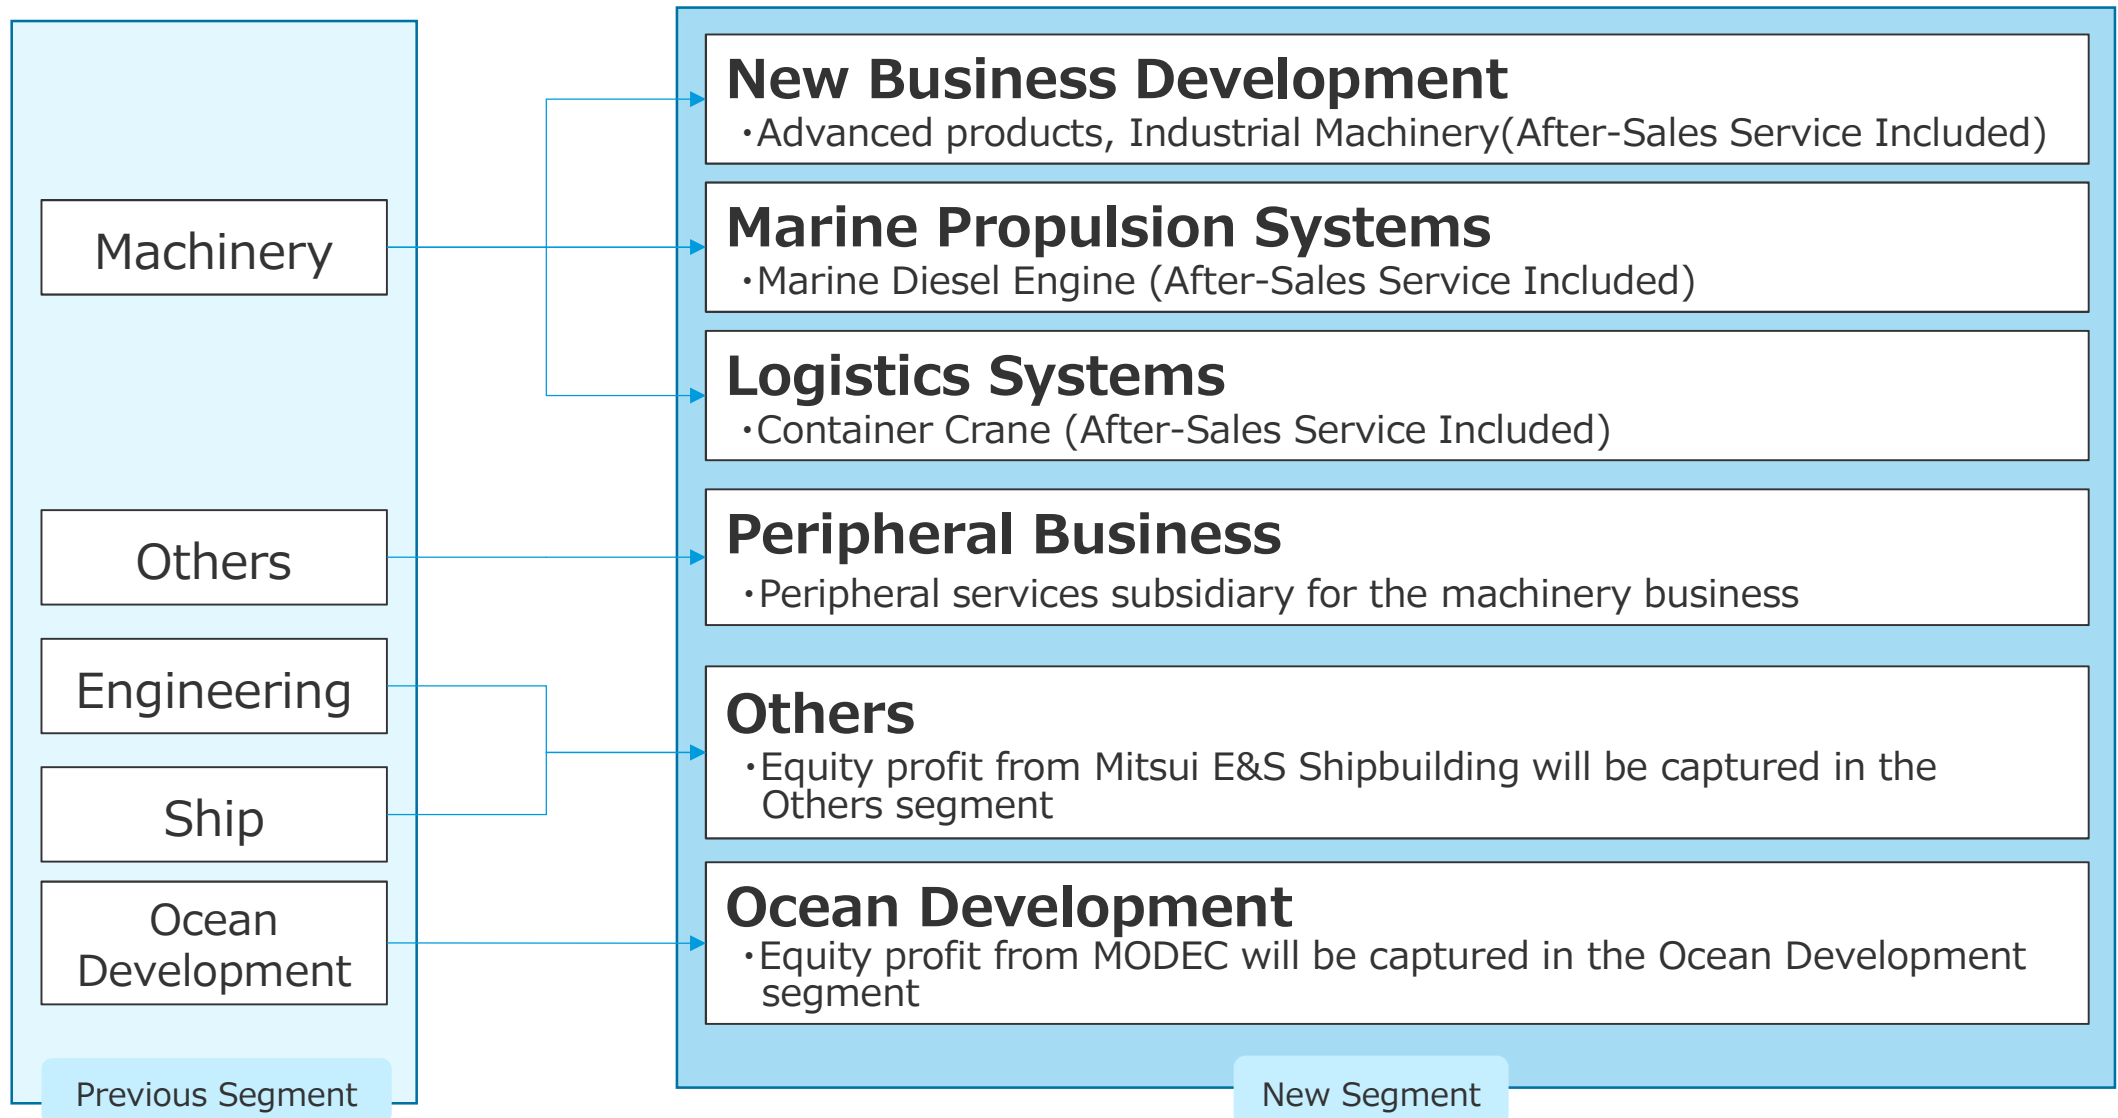 Machinery
Others
Engineering
Ship
Ocean
Development
Previous Segment
New Business Development
・Advanced products, Industrial Machinery(After-Sales Service Included)
Marine Propulsion Systems
・Marine Diesel Engine (After-Sales Service Included)
Logistics Systems
・Container Crane (After-Sales Service Included)
Peripheral Business
・Peripheral services subsidiary for the machinery business
Others
・Equity profit from Mitsui E&S Shipbuilding will be captured in the
Others segment
Ocean Development
・Equity profit from MODEC will be captured in the Ocean Development
segment
New Segment